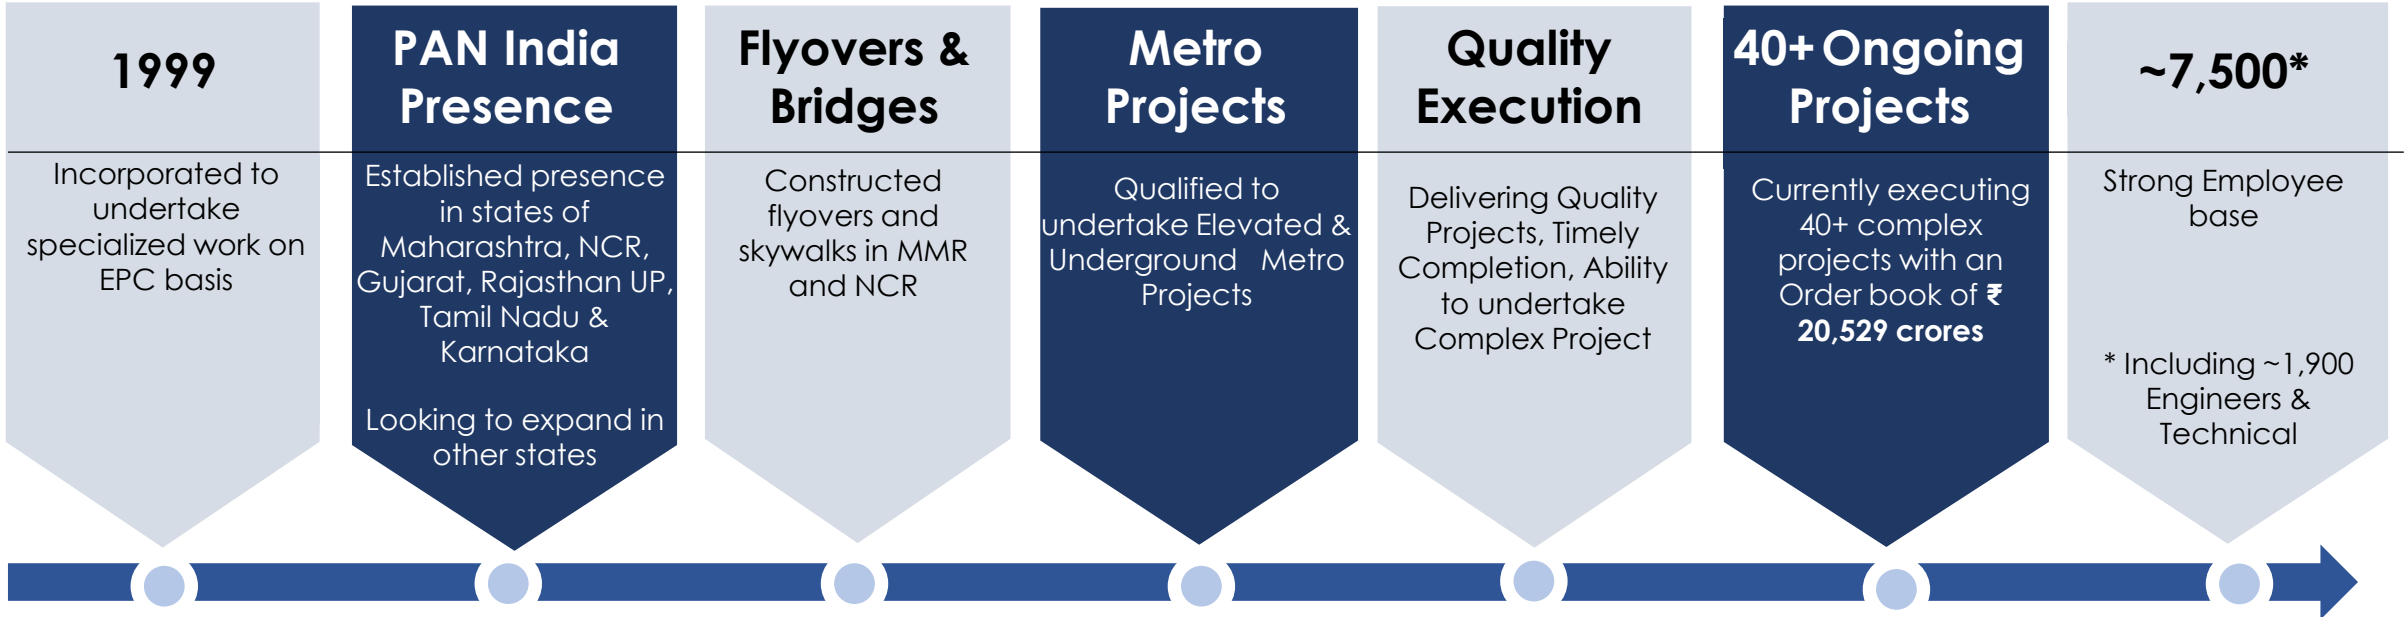 1999
Incorporated to
undertake
specialized work on
EPC basis
PAN India
Presence
Established presence
in states of
Maharashtra, NCR,
Gujarat, Rajasthan UP,
Tamil Nadu &
Karnataka
Looking to expand in
other states
Flyovers &
Bridges
Constructed
flyovers and
skywalks in MMR
and NCR
Metro
Projects
Qualified to
undertake Elevated &
Underground Metro
Projects
Quality
Execution
Delivering Quality
Projects, Timely
Completion, Ability
to undertake
Complex Project
40+ Ongoing
Projects
Currently executing
40+ complex
projects with an
Order book of ₹
20,529 crores
~7,500*
Strong Employee
base
* Including ~1,900
Engineers &
Technical